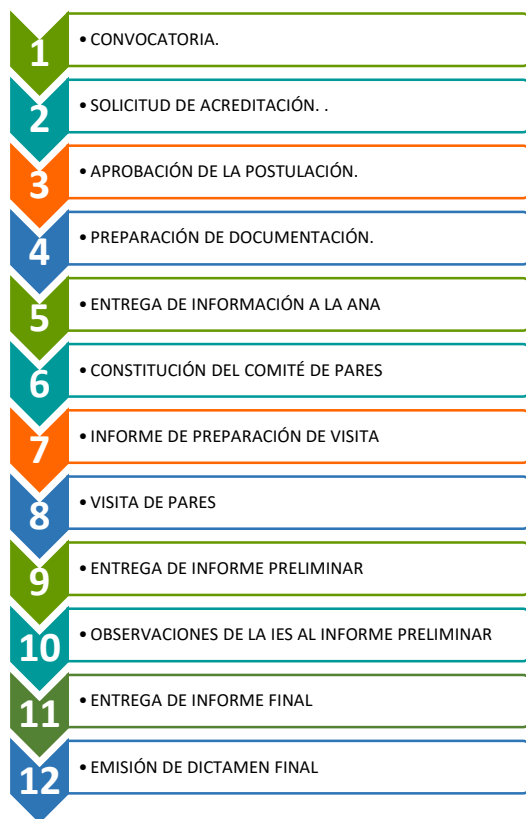 1
• CONVOCATORIA.
2
• SOLICITUD DE ACREDITACIÓN. .
3
• APROBACIÓN DE LA POSTULACIÓN.
4
• PREPARACIÓN DE DOCUMENTACIÓN.
5
• ENTREGA DE INFORMACIÓN A LA ANA
6
• CONSTITUCIÓN DEL COMITÉ DE PARES
7
• INFORME DE PREPARACIÓN DE VISITA
8
• VISITA DE PARES
9
• ENTREGA DE INFORME PRELIMINAR
10
• OBSERVACIONES DE LA IES AL INFORME PRELIMINAR
11
• ENTREGA DE INFORME FINAL
12
• EMISIÓN DE DICTAMEN FINAL